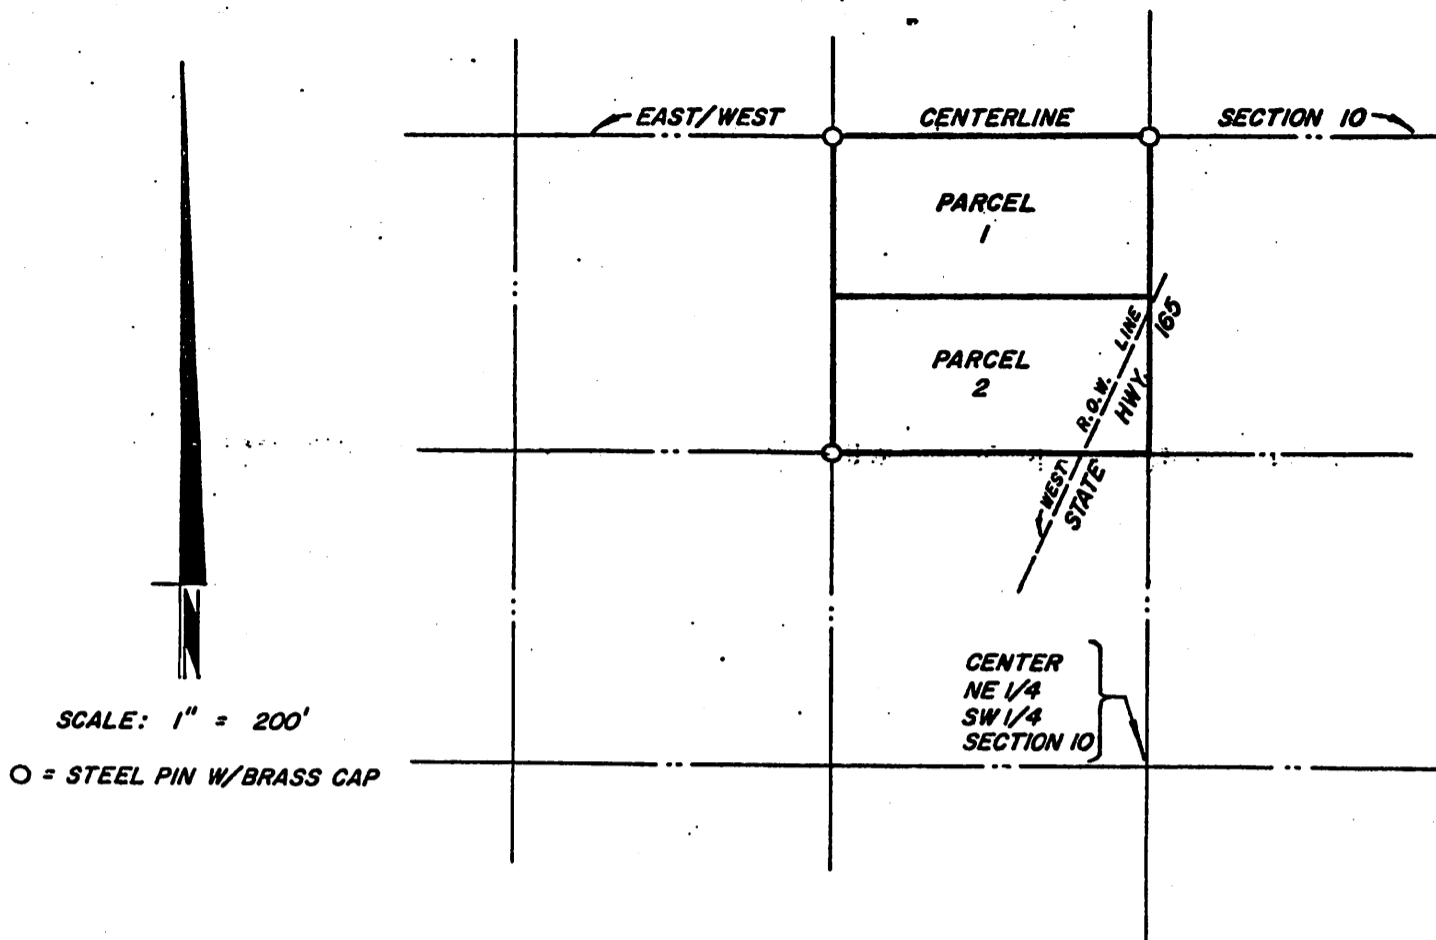 EAST/WEST CENTERLINE SECTION 10
PARCEL
1
PARCEL
2
WEST R.O.W. LINE
STATE HWY. 165
CENTER
NE 1/4
SW 1/4
SECTION 10
N
SCALE: 1" = 200'
O = STEEL PIN W/BRASS CAP